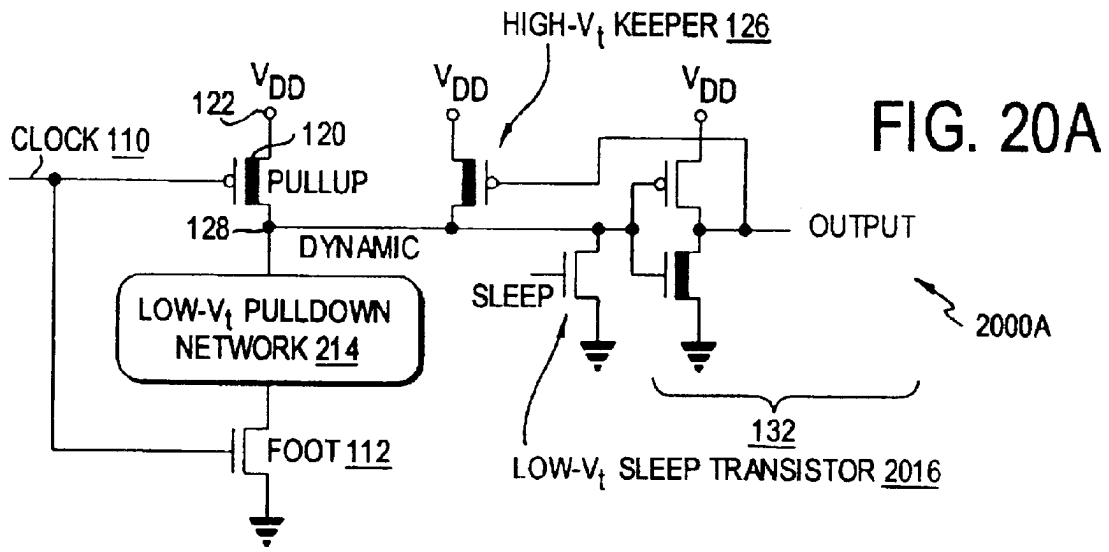 HIGH-Vt KEEPER 126
VDD
VDD
VDD
122
120
FIG. 20A
CLOCK 110
PULLUP
128
DYNAMIC
OUTPUT
SLEEP
LOW-Vt PULLDOWN
NETWORK 214
2000A
FOOT 112
132
LOW-Vt SLEEP TRANSISTOR 2016